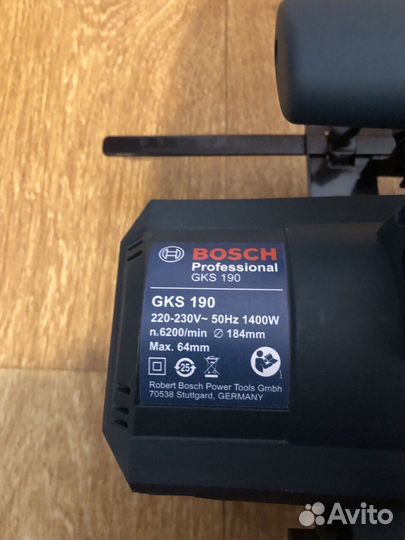 BOSCH
Professional
GKS 190
GKS 190
220-230V~ 50Hz 1400W
n. 6200/min ∅ 184mm
Max. 64mm
25
Robert Bosch Power Tools Gmbh
70538 Stuttgard, GERMANY
Avito